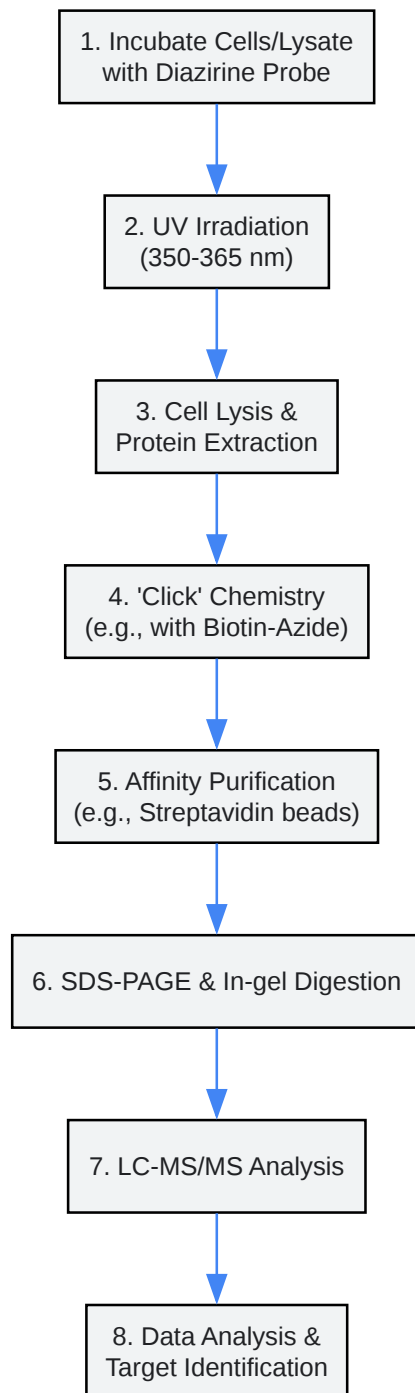 1. Incubate Cells/Lysate
with Diazirine Probe
2. UV Irradiation
(350-365 nm)
3. Cell Lysis &
Protein Extraction
4. 'Click' Chemistry
(e.g., with Biotin-Azide)
5. Affinity Purification
(e.g., Streptavidin beads)
6. SDS-PAGE & In-gel Digestion
7. LC-MS/MS Analysis
8. Data Analysis &
Target Identification